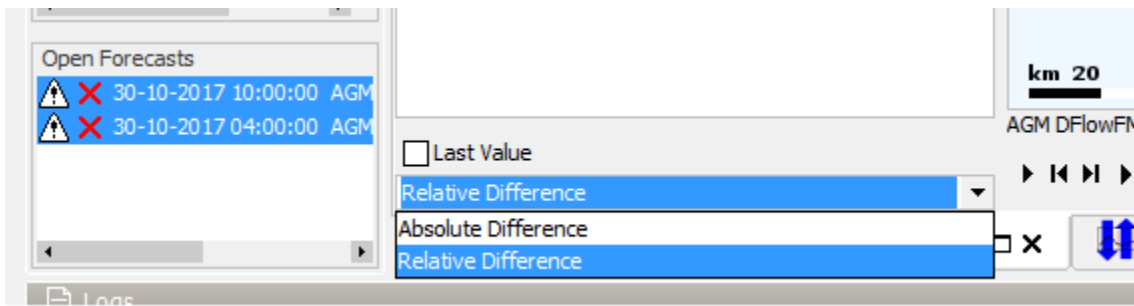 Open Forecasts
30-10-2017 10:00:00 AGM
30-10-2017 04:00:00 AGM
Last Value
Relative Difference
Absolute Difference
Relative Difference
km 20
AGM DFlowFM
Logs